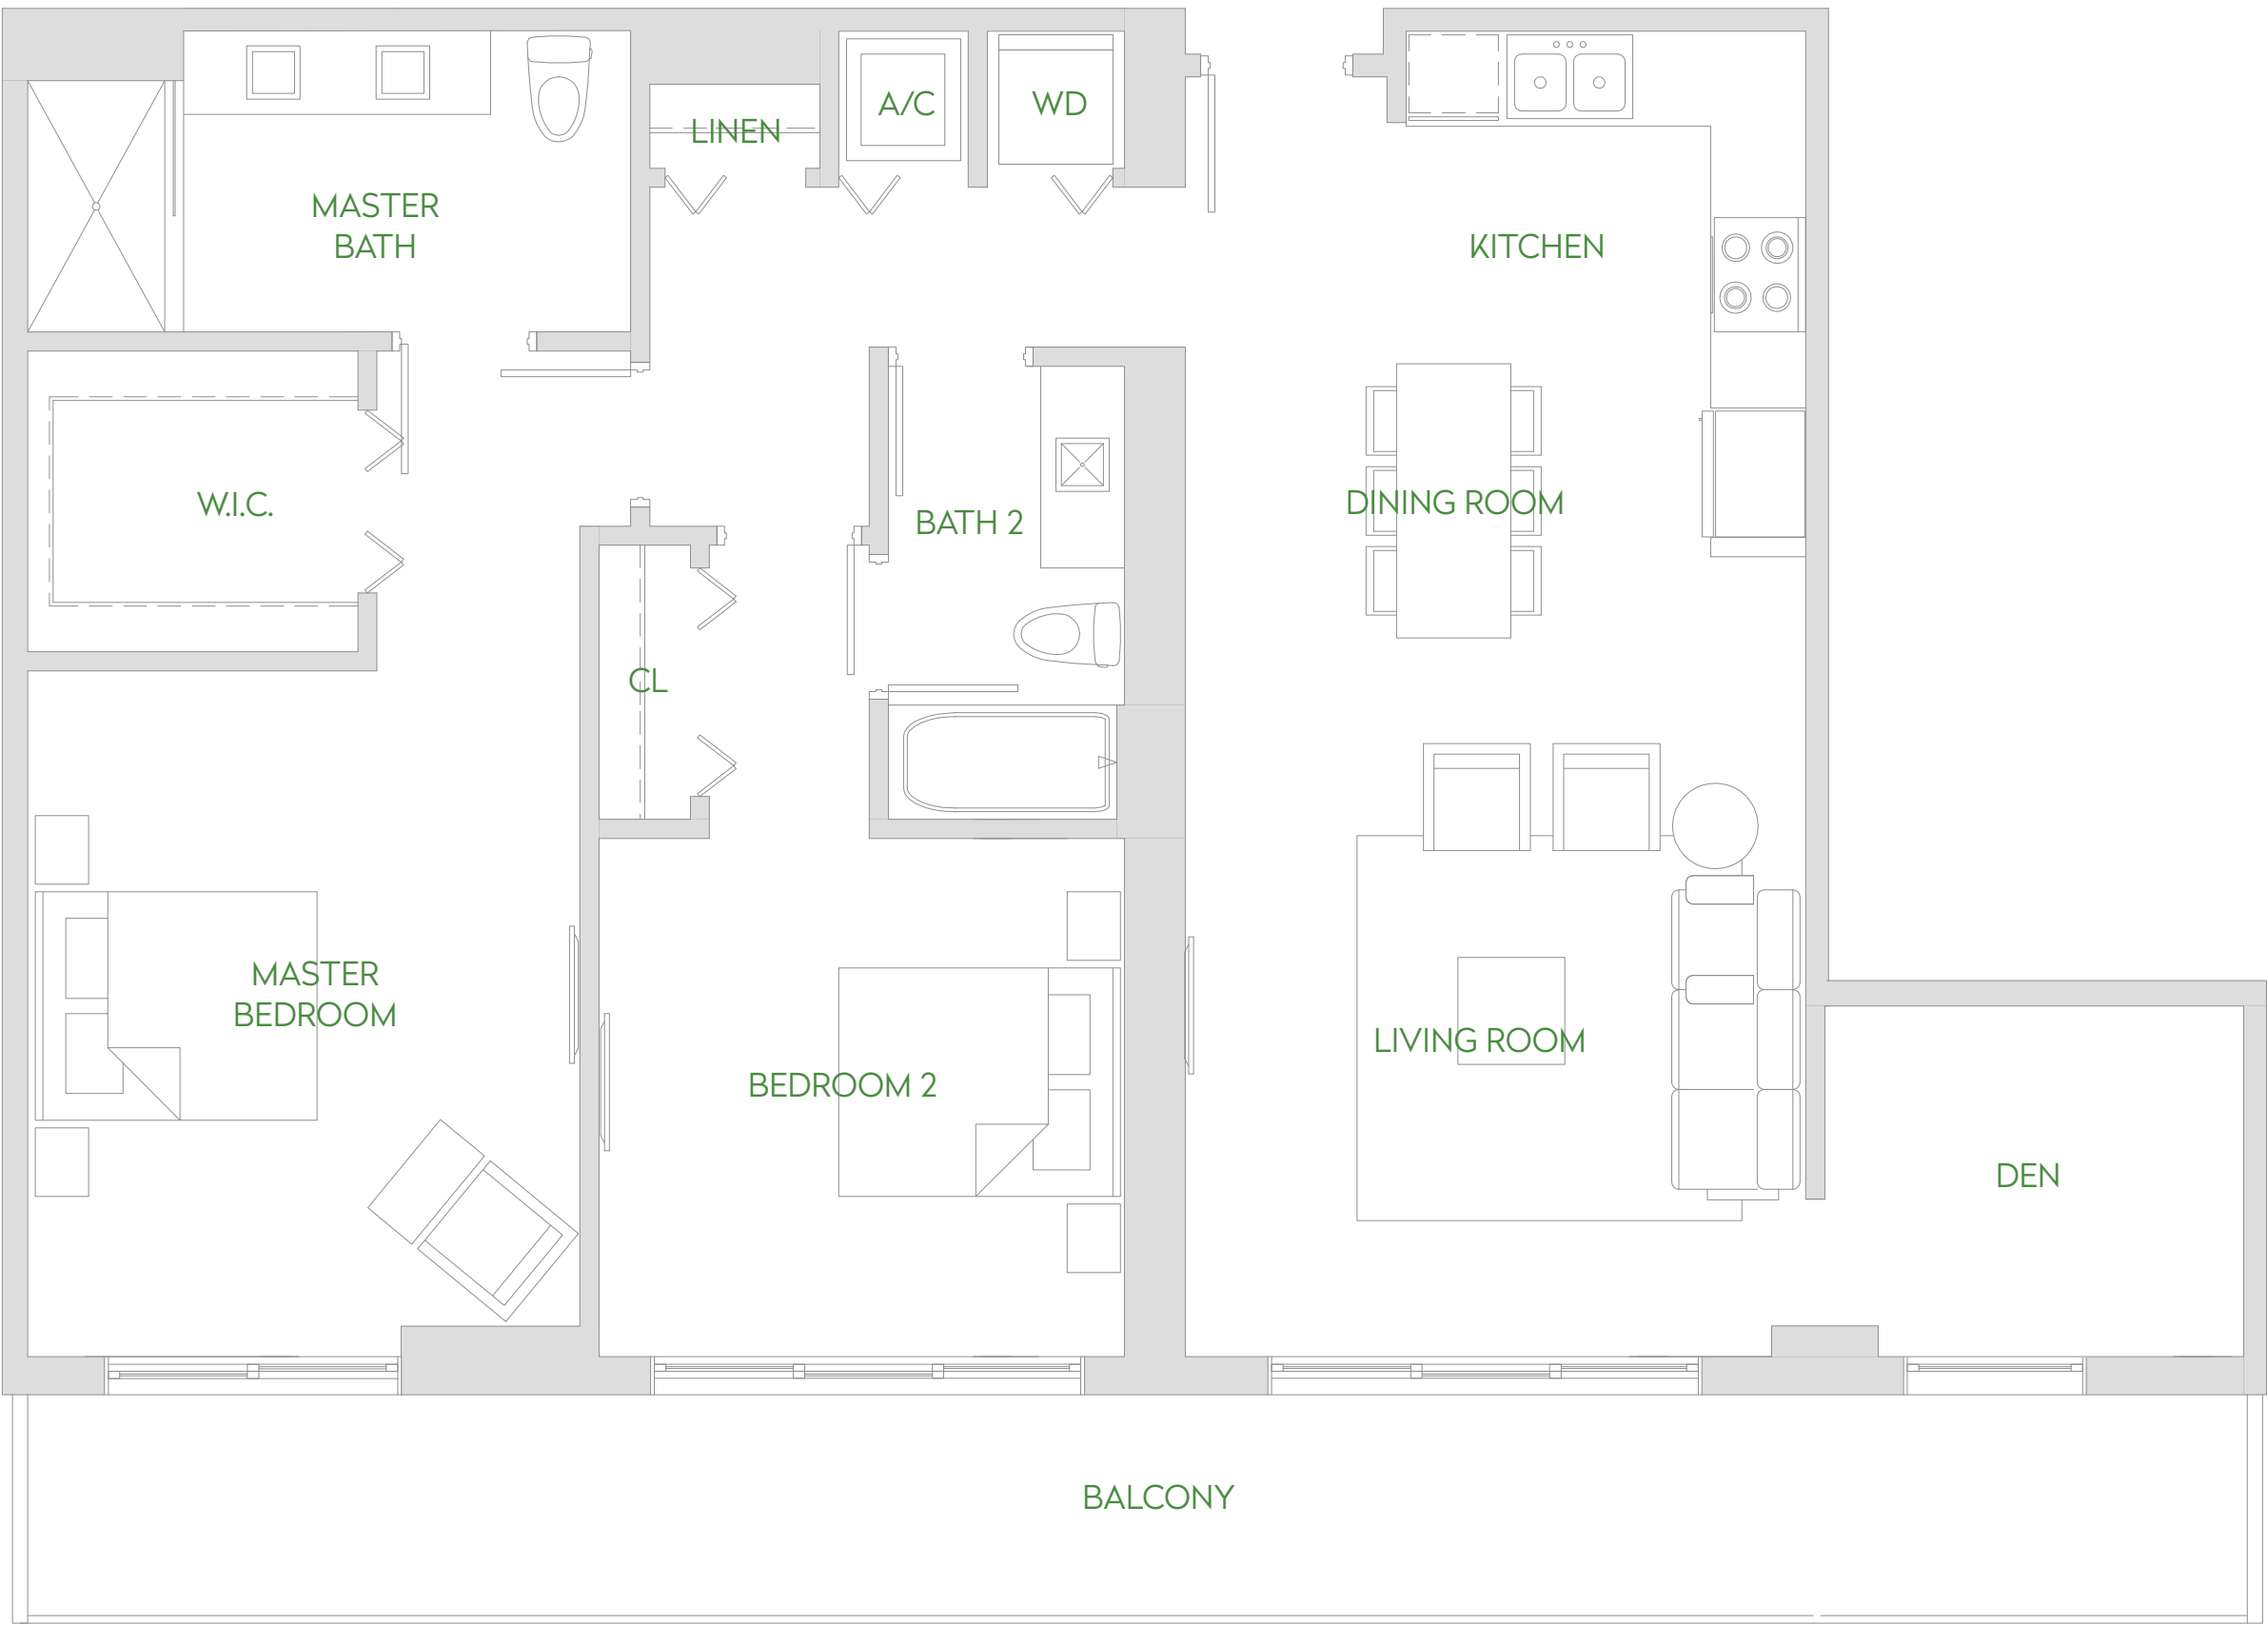 A/C
WD
LINEN
MASTER
BATH
KITCHEN
W.I.C.
DINING ROOM
BATH 2
CL
MASTER
BEDROOM
LIVING ROOM
BEDROOM 2
DEN
BALCONY